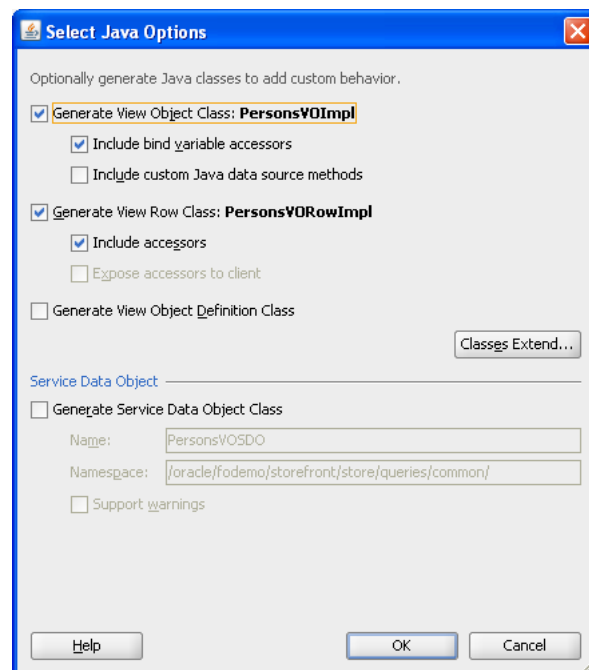 Select Java Options
Optionally generate Java classes to add custom behavior.
Generate View Object Class: PersonsVOImpl
Include bind variable accessors
Include custom Java data source methods
Generate View Row Class: PersonsVORowImpl
Include accessors
Expose accessors to client
Generate View Object Definition Class
Classes Extend...
Service Data Object
Generate Service Data Object Class
Name: PersonsVOSDO
Namespace: /oracle/fodemo/storefront/store/queries/common/
Support warnings
Help OK Cancel